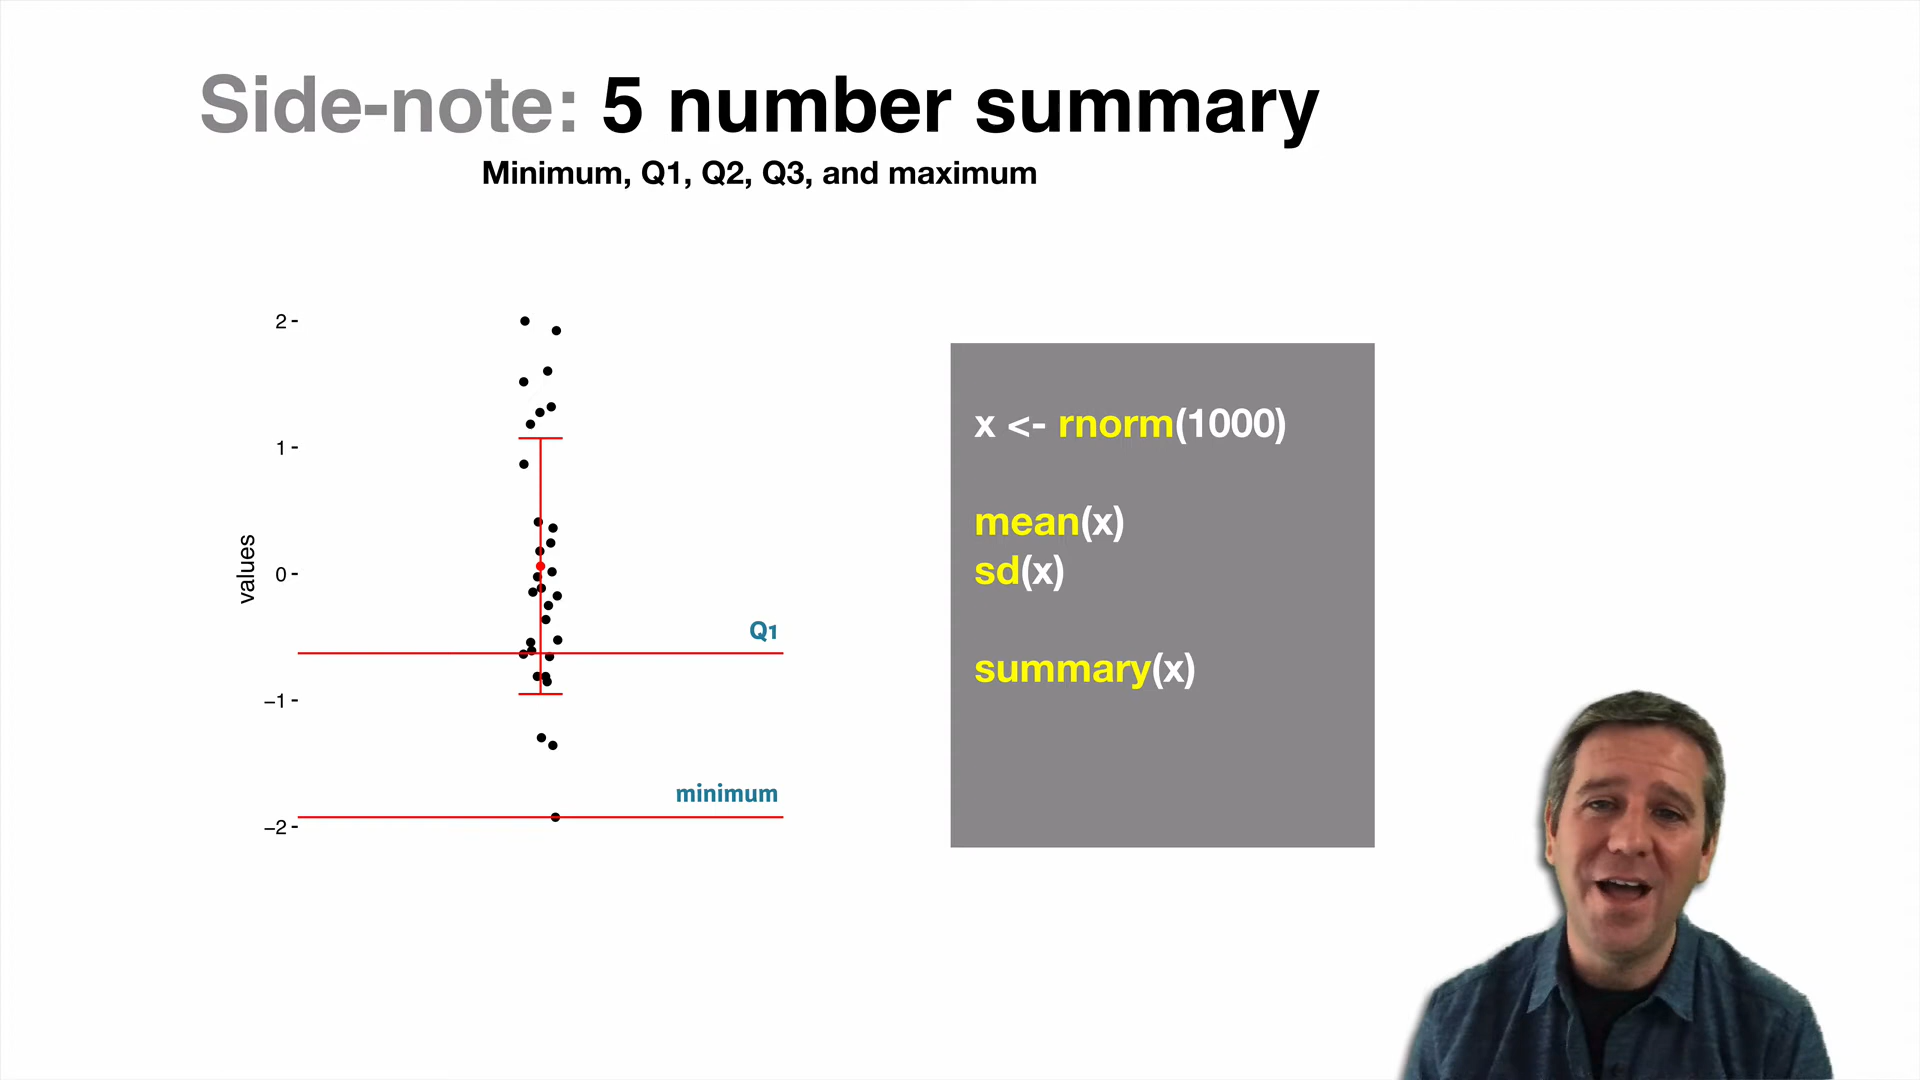 Side-note: 5 number summary
Minimum, Q1, Q2, Q3, and maximum
values
2
1
0
−1
−2
Q1
minimum
x <- rnorm(1000)
mean(x)
sd(x)
summary(x)